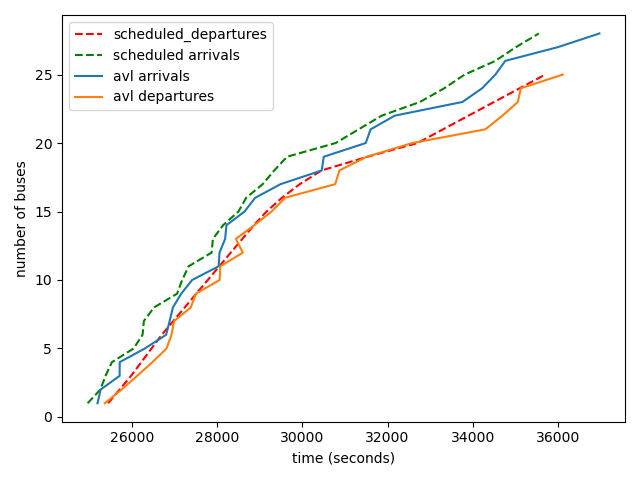 scheduled_departures
scheduled arrivals
avl arrivals
avl departures
number of buses
25
20
15
10
5
0
26000 28000 30000 32000 34000 36000
time (seconds)